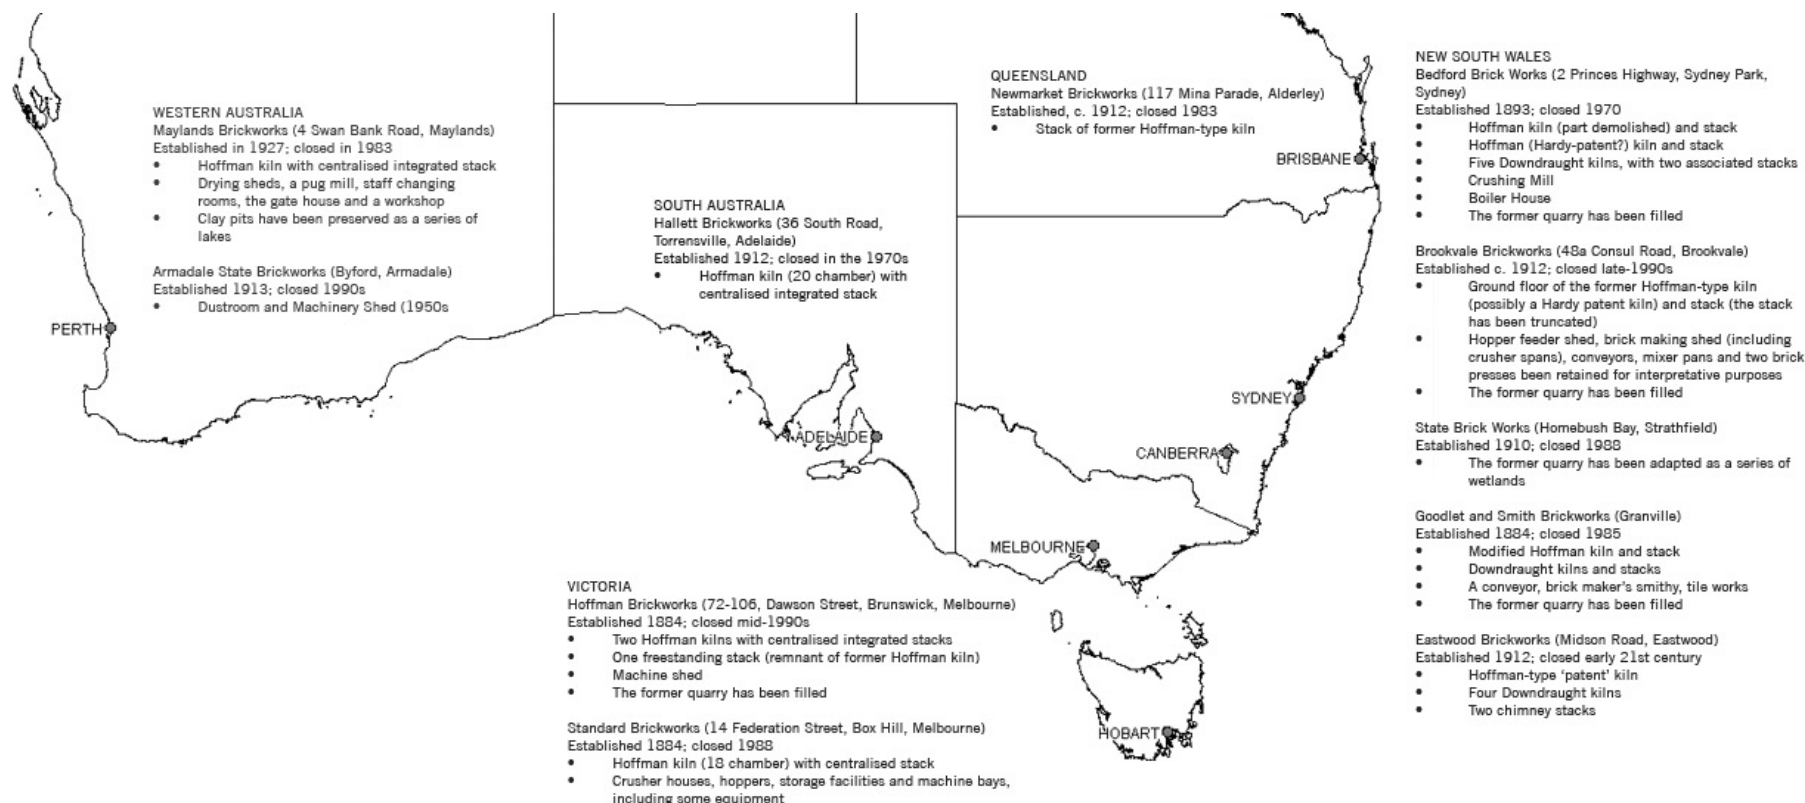 WESTERN AUSTRALIA
Maylands Brickworks (4 Swan Bank Road, Maylands)
Established in 1927; closed in 1983
• Hoffman kiln with centralised integrated stack
• Drying sheds, a pug mill, staff changing
rooms, the gate house and a workshop
• Clay pits have been preserved as a series of
lakes
Armadale State Brickworks (Byford, Armadale)
Established 1913; closed 1990s
• Dustroom and Machinery Shed (1950s
PERTH
SOUTH AUSTRALIA
Hallett Brickworks (36 South Road,
Torrensville, Adelaide)
Established 1912; closed in the 1970s
• Hoffman kiln (20 chamber) with
centralised integrated stack
ADELAIDE
QUEENSLAND
Newmarket Brickworks (117 Mina Parade, Alderley)
Established, c. 1912; closed 1983
• Stack of former Hoffman-type kiln
BRISBANE
SYDNEY
CANBERRA
MELBOURNE
HOBART
VICTORIA
Hoffman Brickworks (72-106, Dawson Street, Brunswick, Melbourne)
Established 1884; closed mid-1990s
• Two Hoffman kilns with centralised integrated stacks
• One freestanding stack (remnant of former Hoffman kiln)
• Machine shed
• The former quarry has been filled
Standard Brickworks (14 Federation Street, Box Hill, Melbourne)
Established 1884; closed 1988
• Hoffman kiln (18 chamber) with centralised stack
• Crusher houses, hoppers, storage facilities and machine bays,
including some equipment
NEW SOUTH WALES
Bedford Brick Works (2 Princes Highway, Sydney Park,
Sydney)
Established 1893; closed 1970
• Hoffman kiln (part demolished) and stack
• Hoffman (Hardy-patent?) kiln and stack
• Five Downdraught kilns, with two associated stacks
• Crushing Mill
• Boiler House
• The former quarry has been filled
Brookvale Brickworks (48a Consul Road, Brookvale)
Established c. 1912; closed late-1990s
• Ground floor of the former Hoffman-type kiln
(possibly a Hardy patent kiln) and stack (the stack
has been truncated)
• Hopper feeder shed, brick making shed (including
crusher spans), conveyors, mixer pans and two brick
presses been retained for interpretative purposes
• The former quarry has been filled
State Brick Works (Homebush Bay, Strathfield)
Established 1910; closed 1988
• The former quarry has been adapted as a series of
wetlands
Goodlet and Smith Brickworks (Granville)
Established 1884; closed 1985
• Modified Hoffman kiln and stack
• Downdraught kilns and stacks
• A conveyor, brick maker's smithy, tile works
• The former quarry has been filled
Eastwood Brickworks (Midson Road, Eastwood)
Established 1912; closed early 21st century
• Hoffman-type 'patent' kiln
• Four Downdraught kilns
• Two chimney stacks